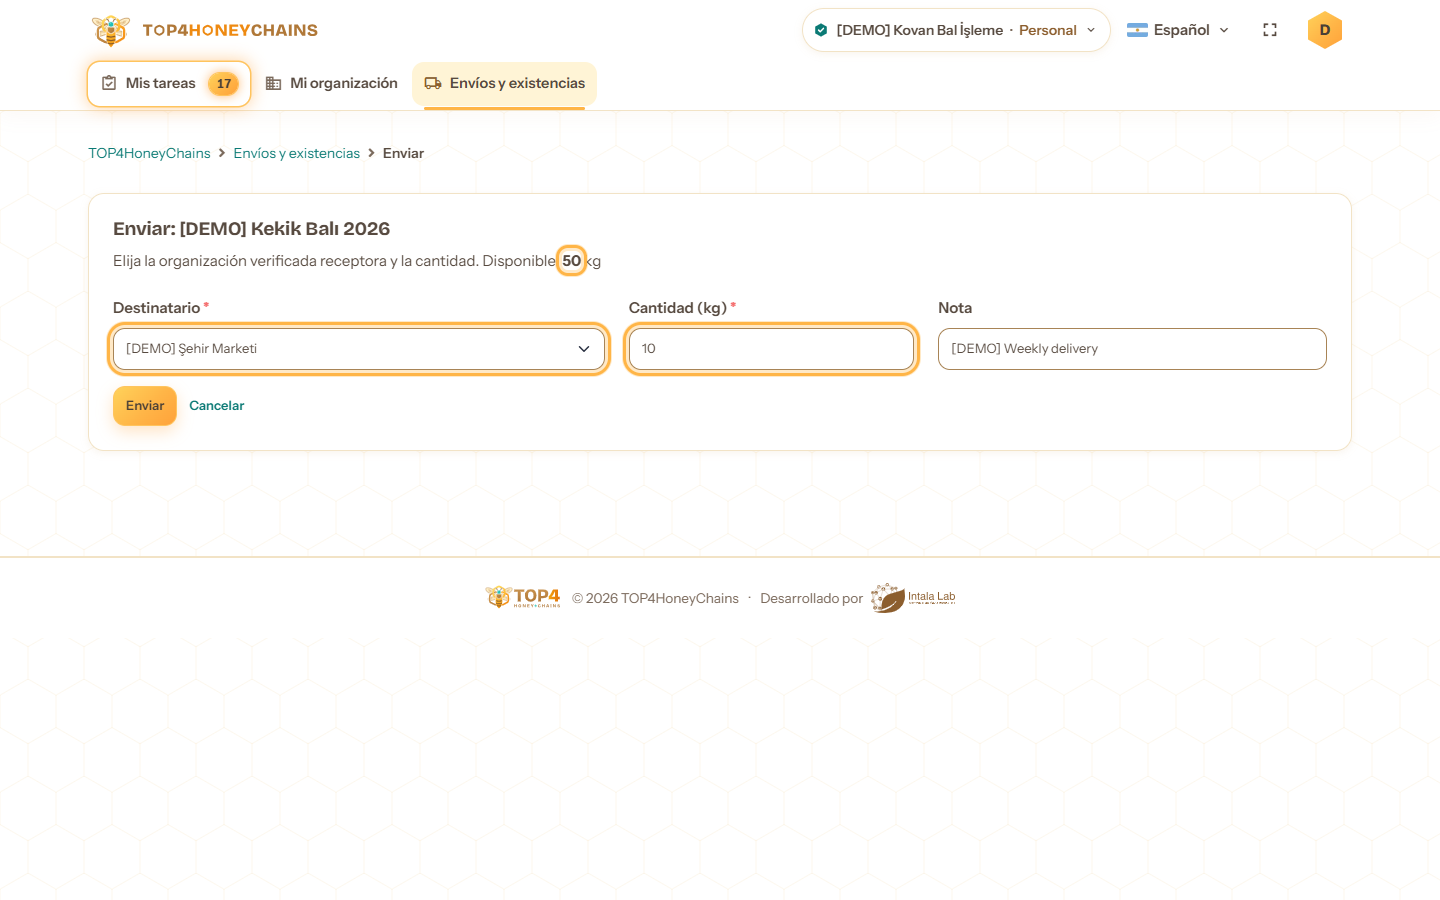 TOP4HONEYCHAINS
[DEMO] Kovan Bal İşleme · Personal
Español
D
Mis tareas 17
Mi organización
Envíos y existencias
TOP4HoneyChains > Envíos y existencias > Enviar
Enviar: [DEMO] Kekik Balı 2026
Elija la organización verificada receptora y la cantidad. Disponible 50 kg
Destinatario *
[DEMO] Şehir Marketi
Cantidad (kg) *
10
Nota
[DEMO] Weekly delivery
Enviar
Cancelar
TOP4
HONEYCHAINS
© 2026 TOP4HoneyChains · Desarrollado por
Intala Lab